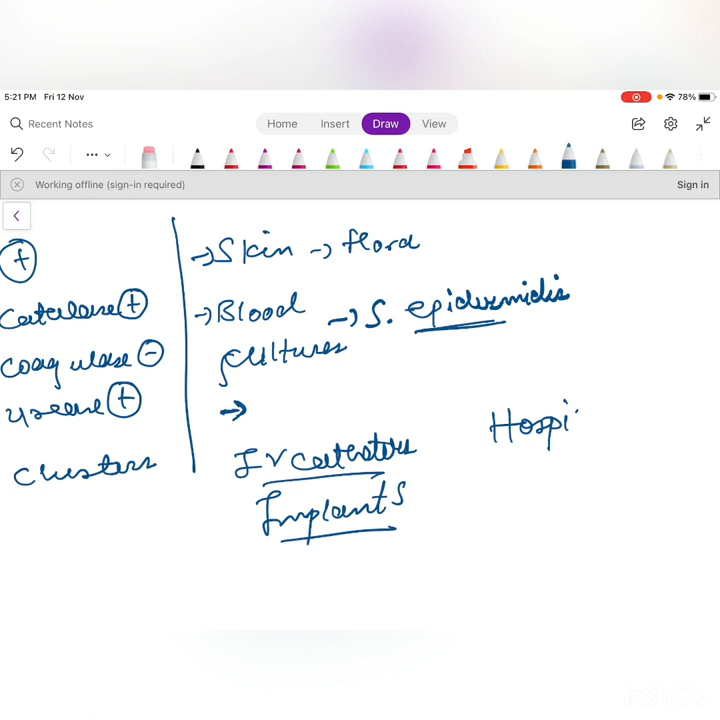 5:21 PM Fri 12 Nov
78%
Recent Notes
Home Insert Draw View
Working offline (sign-in required)
Sign in
+
Catalase +
Coagulase -
urease +
Clusters
→ Skin → flora
→ Blood cultures → S. epidermidis
→
IV catheters
Implants
Hospi
InShOt